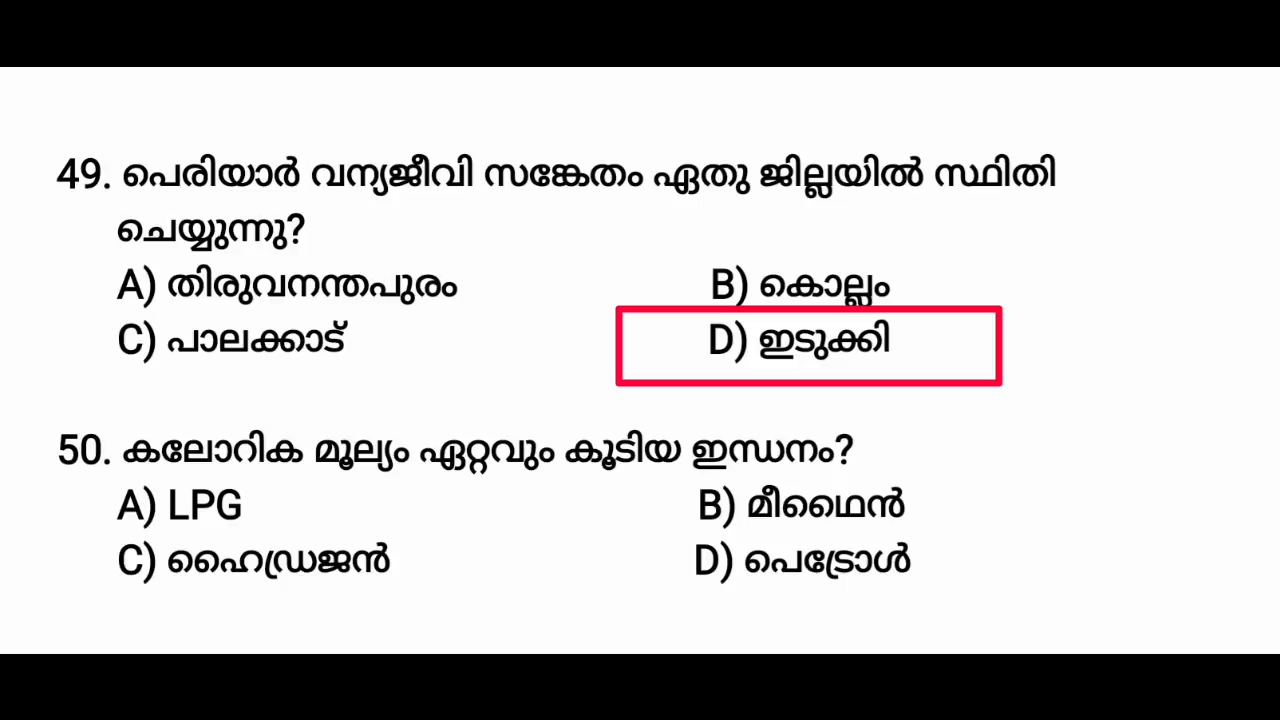 49. പെരിയാർ വന്യജീവി സങ്കേതം ഏതു ജില്ലയിൽ സ്ഥിതി
ചെയ്യുന്നു?
A) തിരുവനന്തപുരം B) കൊല്ലം
C) പാലക്കാട് D) ഇടുക്കി
50. കലോറിക മൂല്യം ഏറ്റവും കൂടിയ ഇന്ധനം?
A) LPG B) മീഥൈൻ
C) ഹൈഡ്രജൻ D) പെട്രോൾ